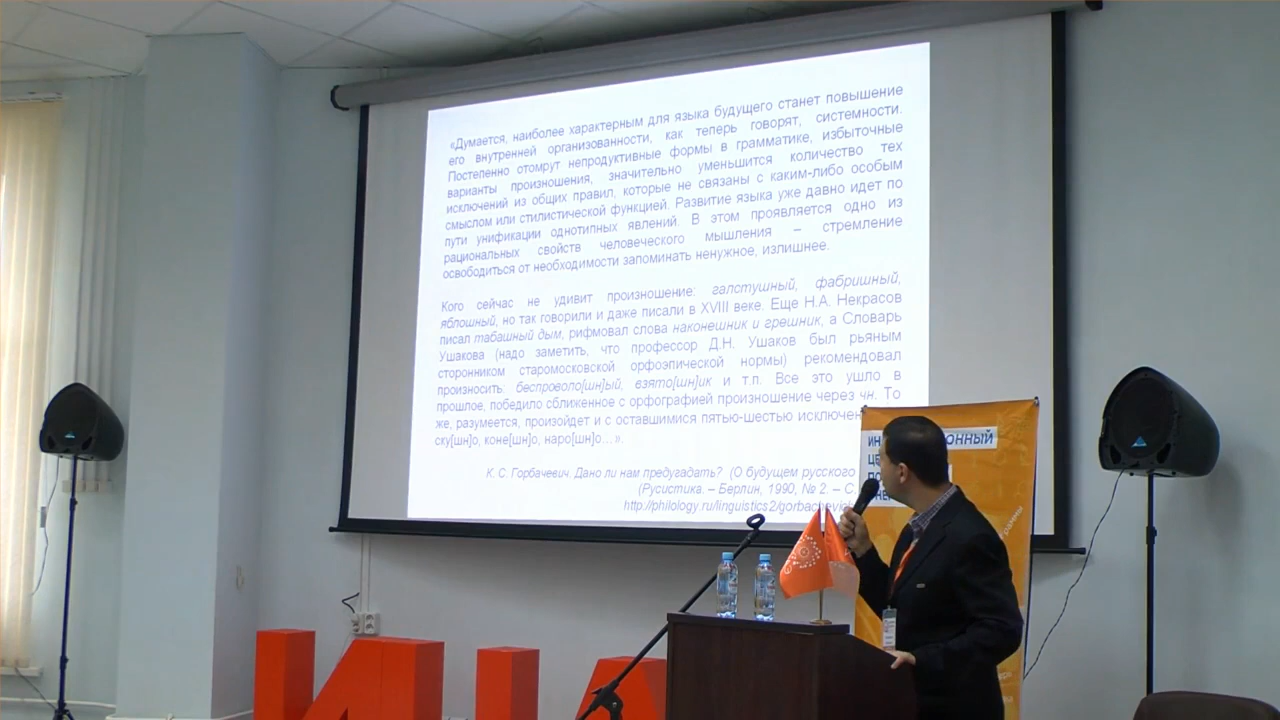 «Думается, наиболее характерным для языка будущего станет повышение
его внутренней организованности, как теперь говорят, системности.
Постепенно отомрут непродуктивные формы в грамматике, избыточные
варианты произношения, значительно уменьшится количество тех
исключений из общих правил, которые не связаны с каким-либо особым
смыслом или стилистической функцией. Развитие языка уже давно идет по
пути унификации однотипных явлений. В этом проявляется одно из
рациональных свойств человеческого мышления – стремление
освободиться от необходимости запоминать ненужное, излишнее.
Кого сейчас не удивит произношение: галстушный, фабришный,
яблошный, но так говорили и даже писали в XVIII веке. Еще Н.А. Некрасов
писал табашный дым, рифмовал слова наконешник и грешник, а Словарь
Ушакова (надо заметить, что профессор Д.Н. Ушаков был рьяным
сторонником старомосковской орфоэпической нормы) рекомендовал
произносить: беспроволо[шн]ый, взято[шн]ик и т.п. Все это ушло в
прошлое, победило сближенное с орфографией произношение через чн. То
же, разумеется, произойдет и с оставшимися пятью-шестью
ску[шн]о, коне[шн]о, наро[шн]о…».
К. С. Горбачевич. Дано ли нам предугадать? (О будущем русского
(Русистика. – Берлин, 1990, № 2. – С.